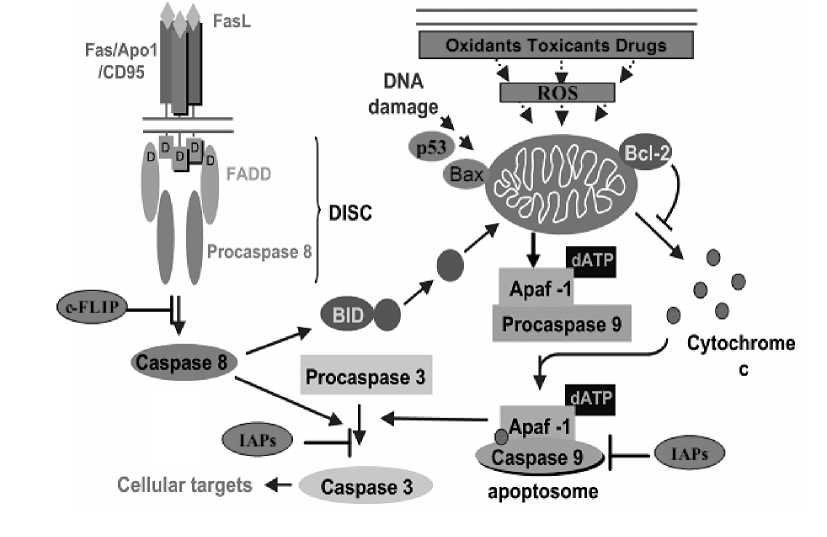 FasL
Fas/Apo1
/CD95
Oxidants Toxicants Drugs
ROS
DNA
damage
p53
Bax
Bcl-2
D
D
D
D
D
FADD
DISC
Procaspase 8
c-FLIP
Caspase 8
BID
dATP
Apaf -1
Procaspase 9
Cytochrome
c
Procaspase 3
dATP
Apaf -1
Caspase 9
apoptosome
IAPs
IAPs
Caspase 3
Cellular targets